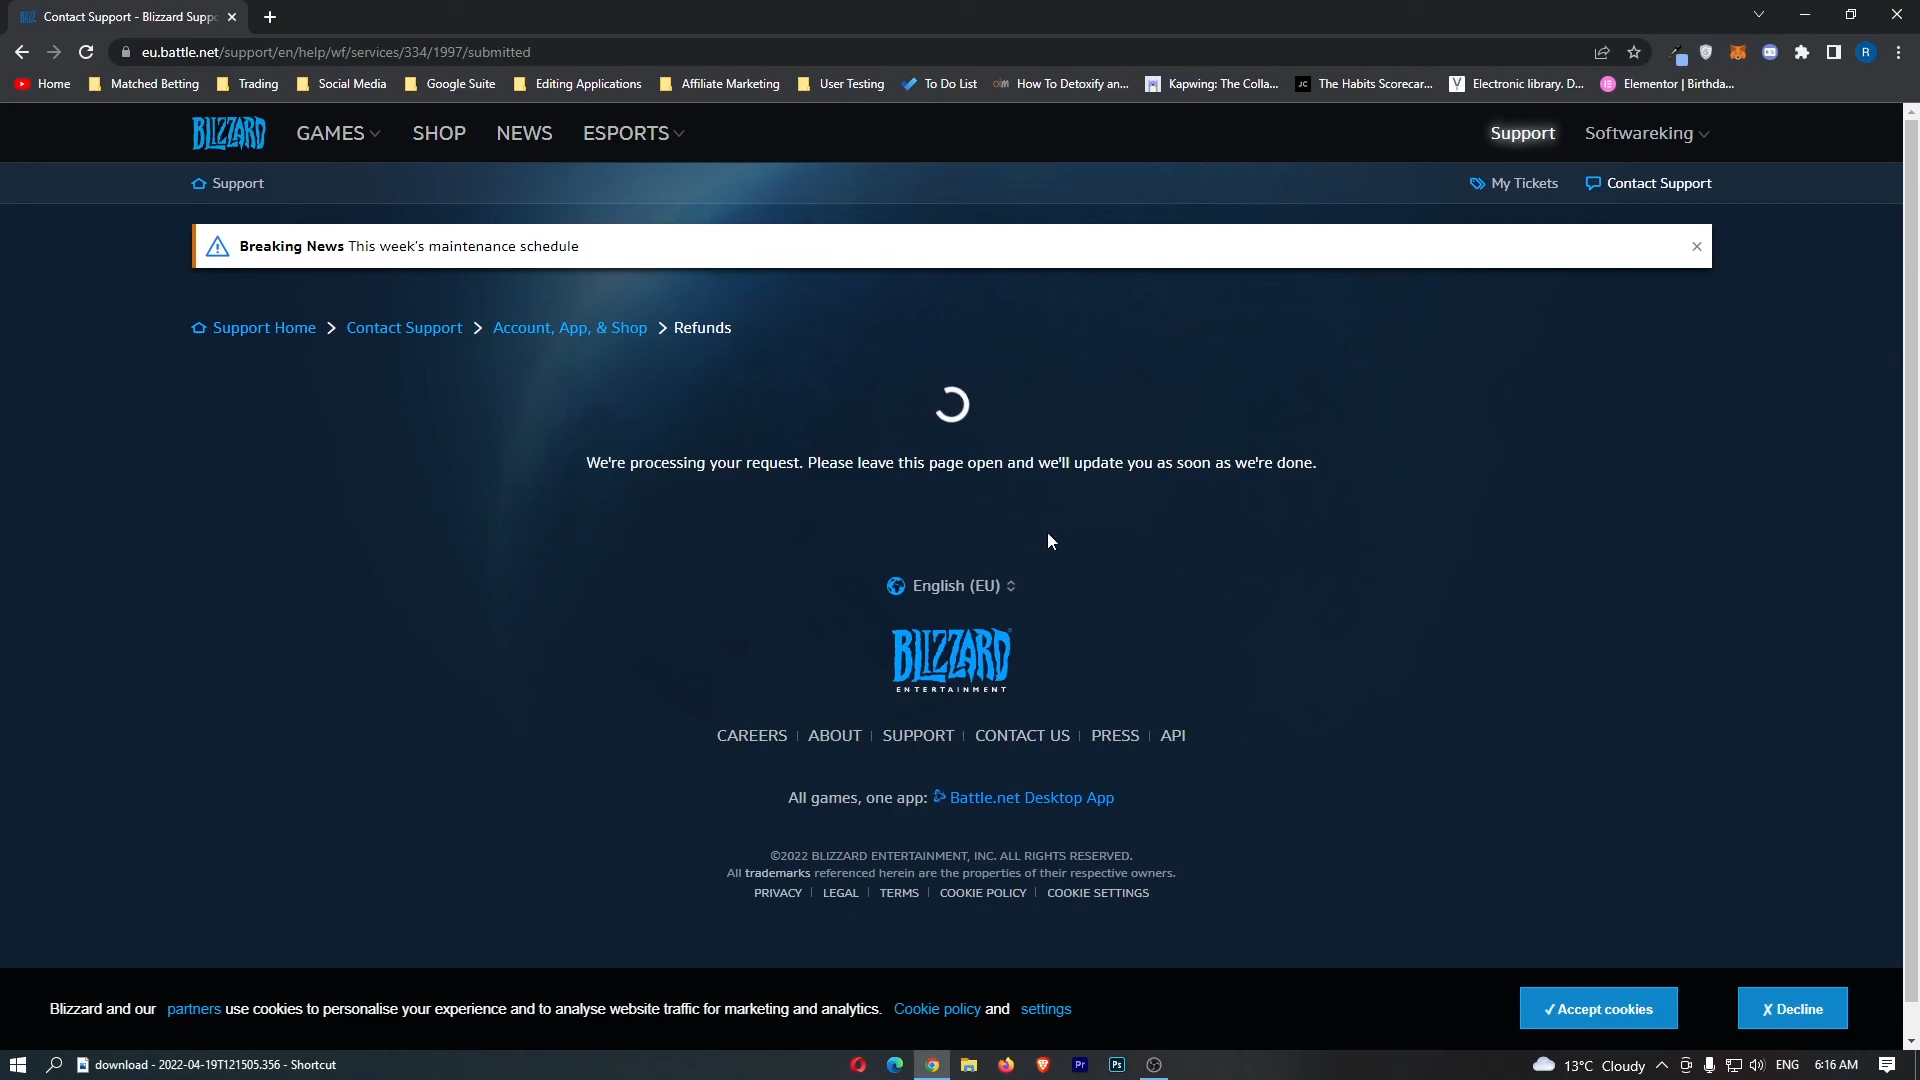 Contact Support - Blizzard Suppo
eu.battle.net/support/en/help/wf/services/334/1997/submitted
R
Home Matched Betting Trading Social Media Google Suite Editing Applications Affiliate Marketing User Testing To Do List How To Detoxify an... Kapwing: The Colla... JC The Habits Scorecar... Electronic library. D... Elementor | Birthda...
BLIZZARD GAMES SHOP NEWS ESPORTS Support Softwareking
Support My Tickets Contact Support
Breaking News This week's maintenance schedule
Support Home Contact Support Account, App, & Shop Refunds
We're processing your request. Please leave this page open and we'll update you as soon as we're done.
English (EU)
BLIZZARD
ENTERTAINMENT
CAREERS | ABOUT | SUPPORT | CONTACT US | PRESS | API
All games, one app: Battle.net Desktop App
©2022 BLIZZARD ENTERTAINMENT, INC. ALL RIGHTS RESERVED.
All trademarks referenced herein are the properties of their respective owners.
PRIVACY | LEGAL | TERMS | COOKIE POLICY | COOKIE SETTINGS
Blizzard and our partners use cookies to personalise your experience and to analyse website traffic for marketing and analytics. Cookie policy and settings ✓Accept cookies ✗ Decline
download - 2022-04-19T121505.356 - Shortcut Pr Ps 13°C Cloudy ENG 6:16 AM